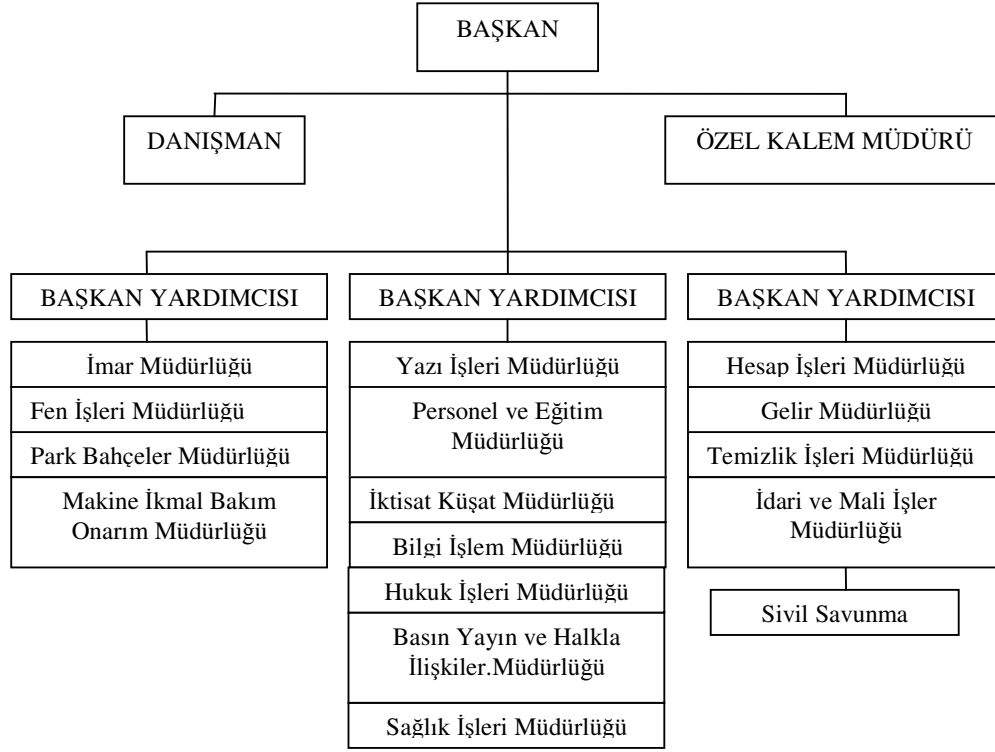 BAŞKAN
DANIŞMAN
ÖZEL KALEM MÜDÜRÜ
BAŞKAN YARDIMCISI
İmar Müdürlüğü
Fen İşleri Müdürlüğü
Park Bahçeler Müdürlüğü
Makine İkmal Bakım
Onarım Müdürlüğü
BAŞKAN YARDIMCISI
Yazı İşleri Müdürlüğü
Personel ve Eğitim
Müdürlüğü
İktisat Küşat Müdürlüğü
Bilgi İşlem Müdürlüğü
Hukuk İşleri Müdürlüğü
Basın Yayın ve Halkla
İlişkiler.Müdürlüğü
Sağlık İşleri Müdürlüğü
BAŞKAN YARDIMCISI
Hesap İşleri Müdürlüğü
Gelir Müdürlüğü
Temizlik İşleri Müdürlüğü
İdari ve Mali İşler
Müdürlüğü
Sivil Savunma